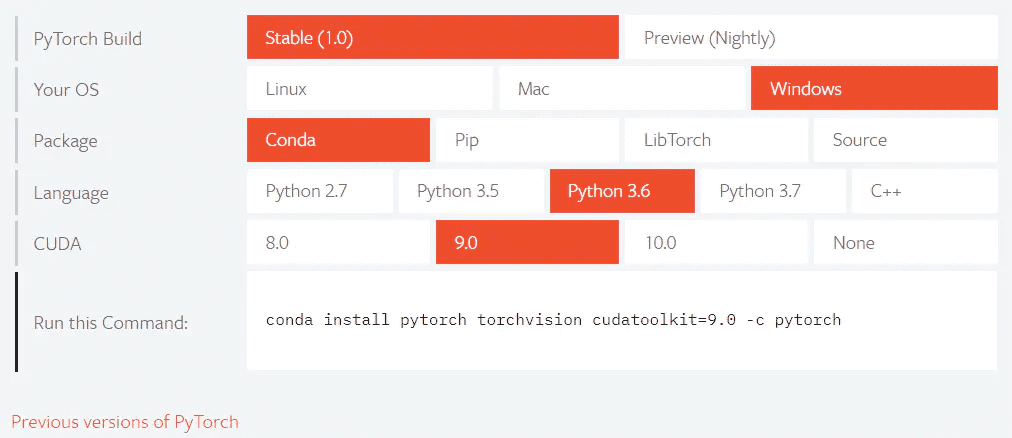 PyTorch Build Stable (1.0) Preview (Nightly)
Your OS Linux Mac Windows
Package Conda Pip LibTorch Source
Language Python 2.7 Python 3.5 Python 3.6 Python 3.7 C++
CUDA 8.0 9.0 10.0 None
Run this Command: conda install pytorch torchvision cudatoolkit=9.0 -c pytorch
Previous versions of PyTorch